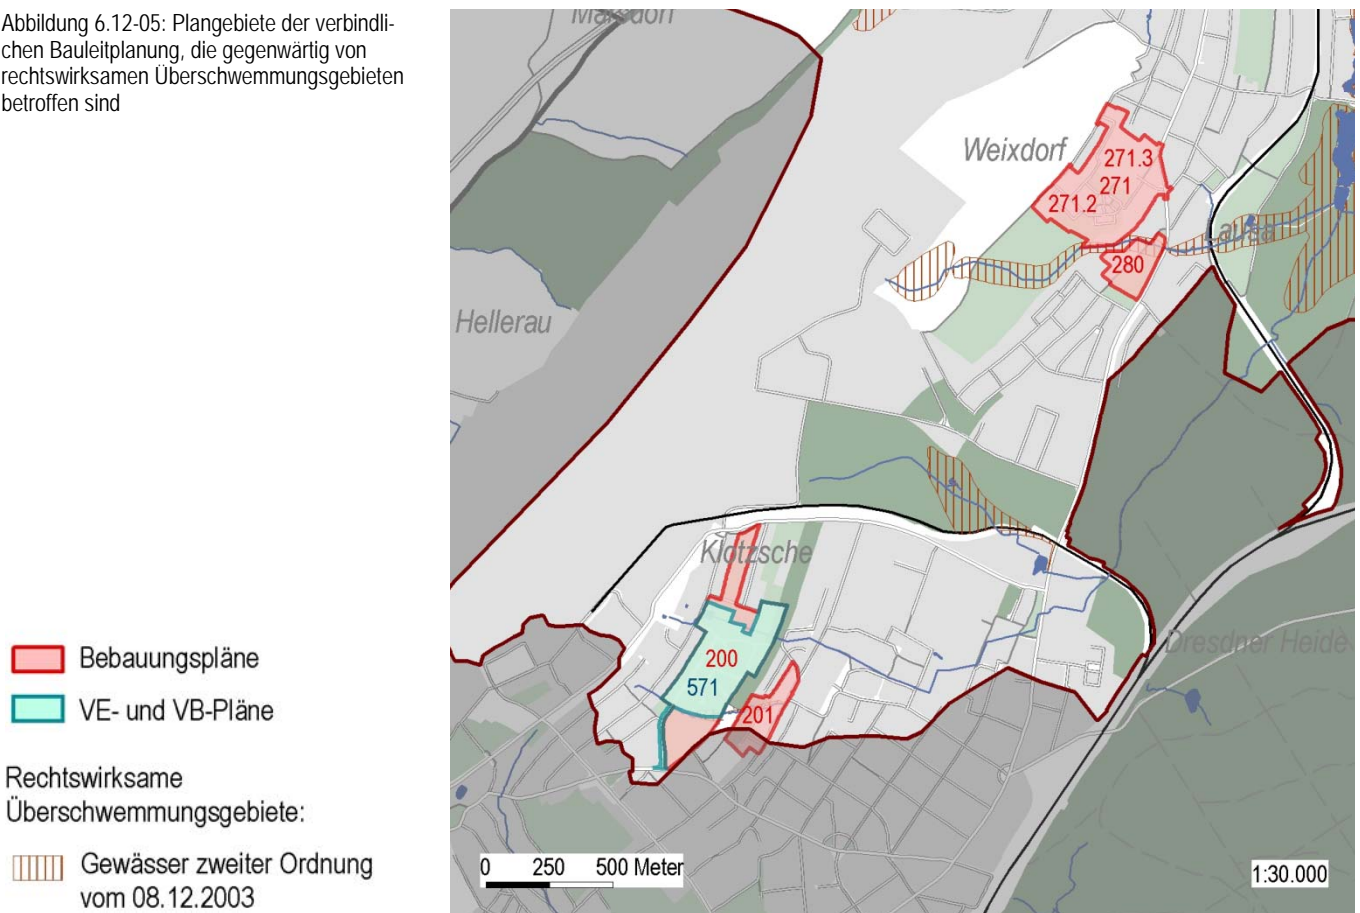 Abbildung 6.12-05: Plangebiete der verbindli-
chen Bauleitplanung, die gegenwärtig von
rechtswirksamen Überschwemmungsgebieten
betroffen sind
Marsdorf
Weixdorf
271.3
271
271.2
Lausa
280
Hellerau
Klotzsche
Dresdner Heide
200
571
201
Bebauungspläne
VE- und VB-Pläne
Rechtswirksame
Überschwemmungsgebiete:
Gewässer zweiter Ordnung
vom 08.12.2003
0 250 500 Meter
1:30.000